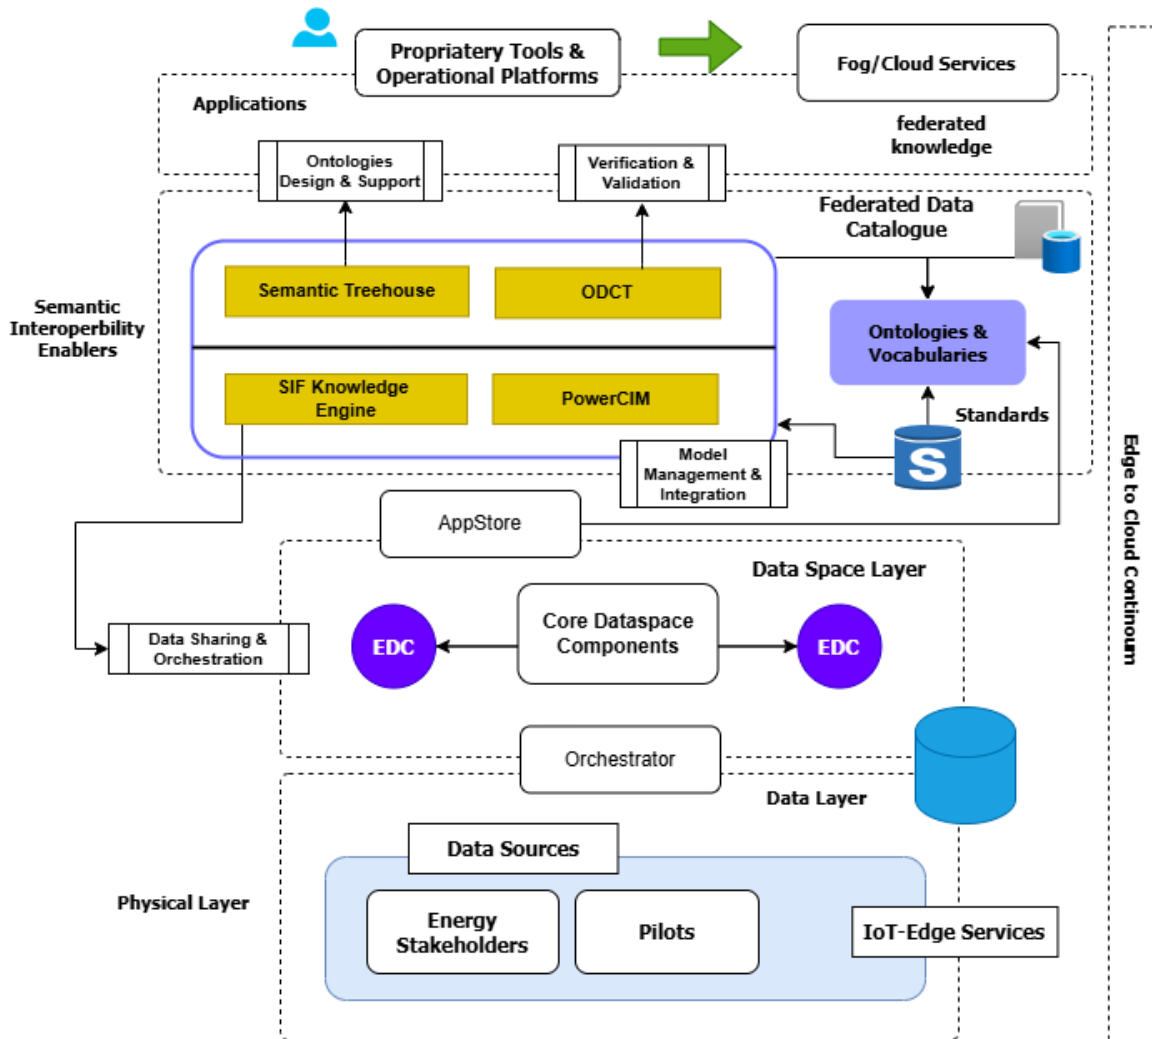 Propriatery Tools &
Operational Platforms
Fog/Cloud Services
Applications
federated
knowledge
Ontologies
Design & Support
Verification &
Validation
Federated Data
Catalogue
Semantic Treehouse
ODCT
Semantic
Interoperbility
Enablers
Ontologies &
Vocabularies
SIF Knowledge
Engine
PowerCIM
Standards
S
Model
Management &
Integration
AppStore
Edge to Cloud Continoum
Data Space Layer
Core Dataspace
Components
EDC
EDC
Data Sharing &
Orchestration
Orchestrator
Data Layer
Data Sources
Physical Layer
Energy
Stakeholders
Pilots
IoT-Edge Services